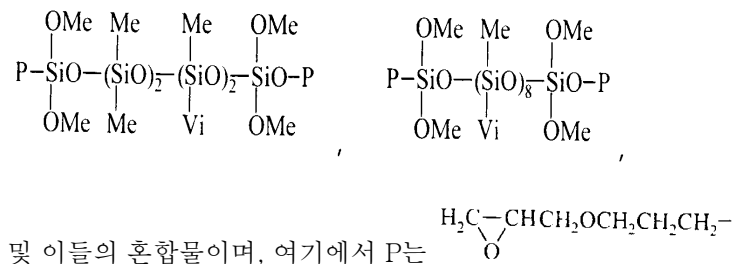 OMe Me Me OMe
P–SiO–(SiO)₂–(SiO)₂–SiO–P
OMe Me Vi OMe ,
OMe Me OMe
P–SiO–(SiO)₈–SiO–P
OMe Vi OMe ,
및 이들의 혼합물이며, 여기에서 P는 H₂C–CHCH₂OCH₂CH₂CH₂–
O